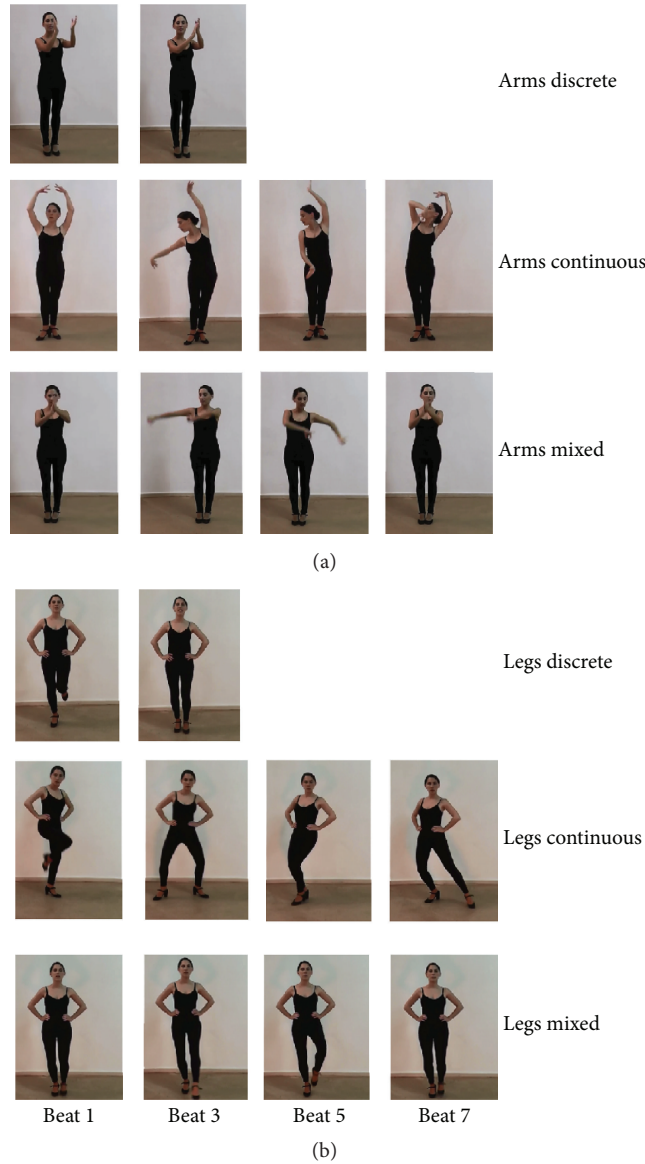 Arms discrete
Arms continuous
Arms mixed
(a)
Legs discrete
Legs continuous
Legs mixed
Beat 1 Beat 3 Beat 5 Beat 7
(b)